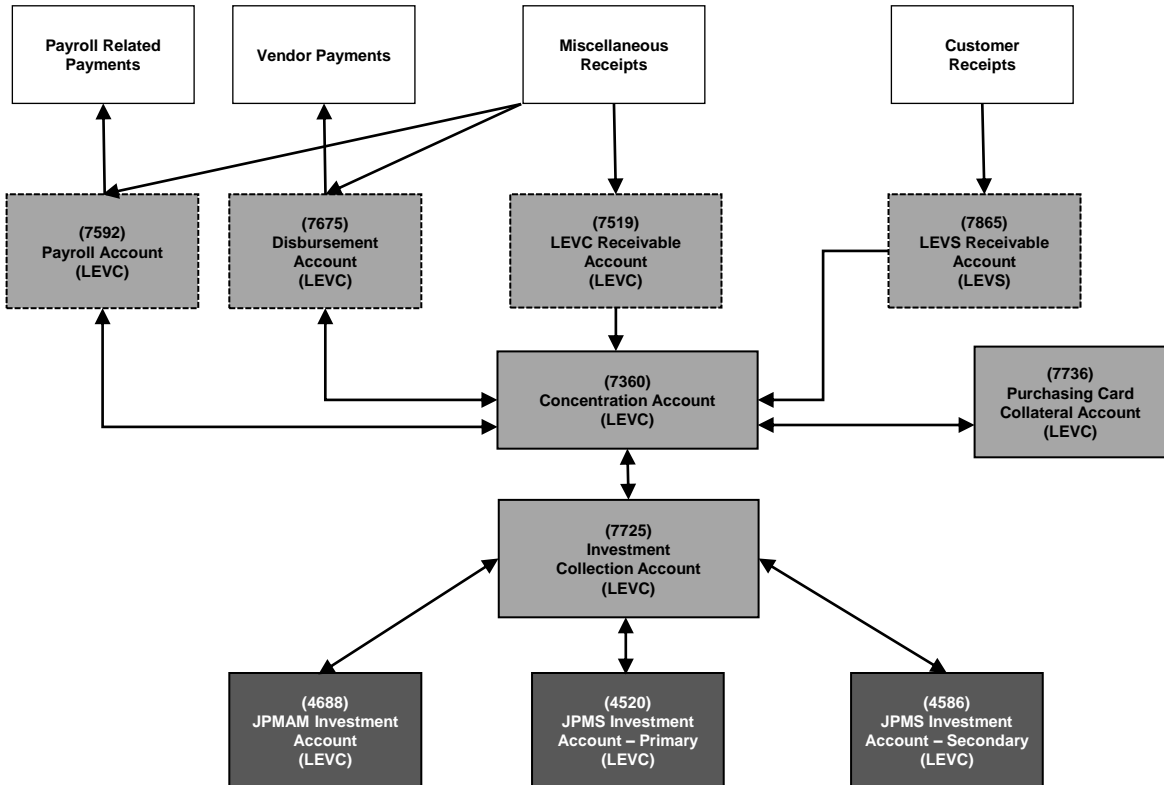 Payroll Related
Payments
Vendor Payments
Miscellaneous
Receipts
Customer
Receipts
(7592)
Payroll Account
(LEVC)
(7675)
Disbursement
Account
(LEVC)
(7519)
LEVC Receivable
Account
(LEVC)
(7865)
LEVS Receivable
Account
(LEVS)
(7360)
Concentration Account
(LEVC)
(7736)
Purchasing Card
Collateral Account
(LEVC)
(7725)
Investment
Collection Account
(LEVC)
(4688)
JPMAM Investment
Account
(LEVC)
(4520)
JPMS Investment
Account – Primary
(LEVC)
(4586)
JPMS Investment
Account – Secondary
(LEVC)